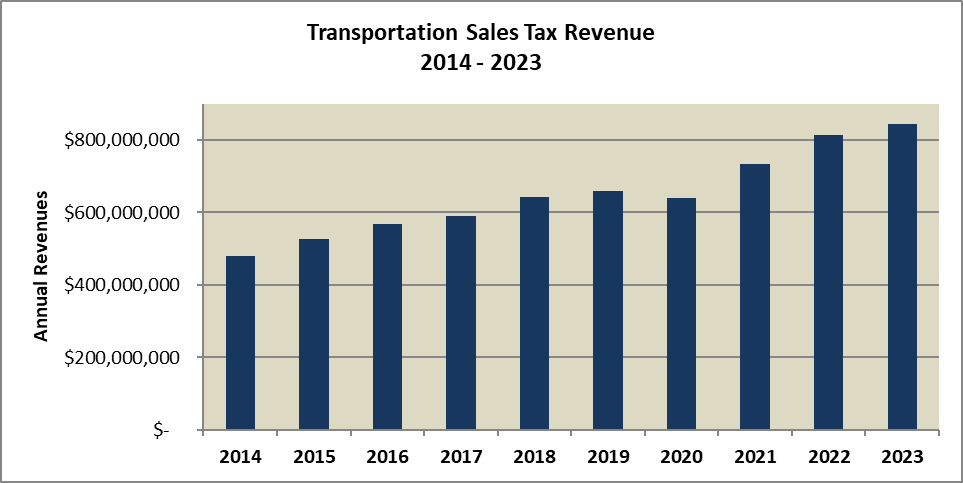 Transportation Sales Tax Revenue
2014 - 2023
Annual Revenues
$800,000,000
$600,000,000
$400,000,000
$200,000,000
$-
2014 2015 2016 2017 2018 2019 2020 2021 2022 2023